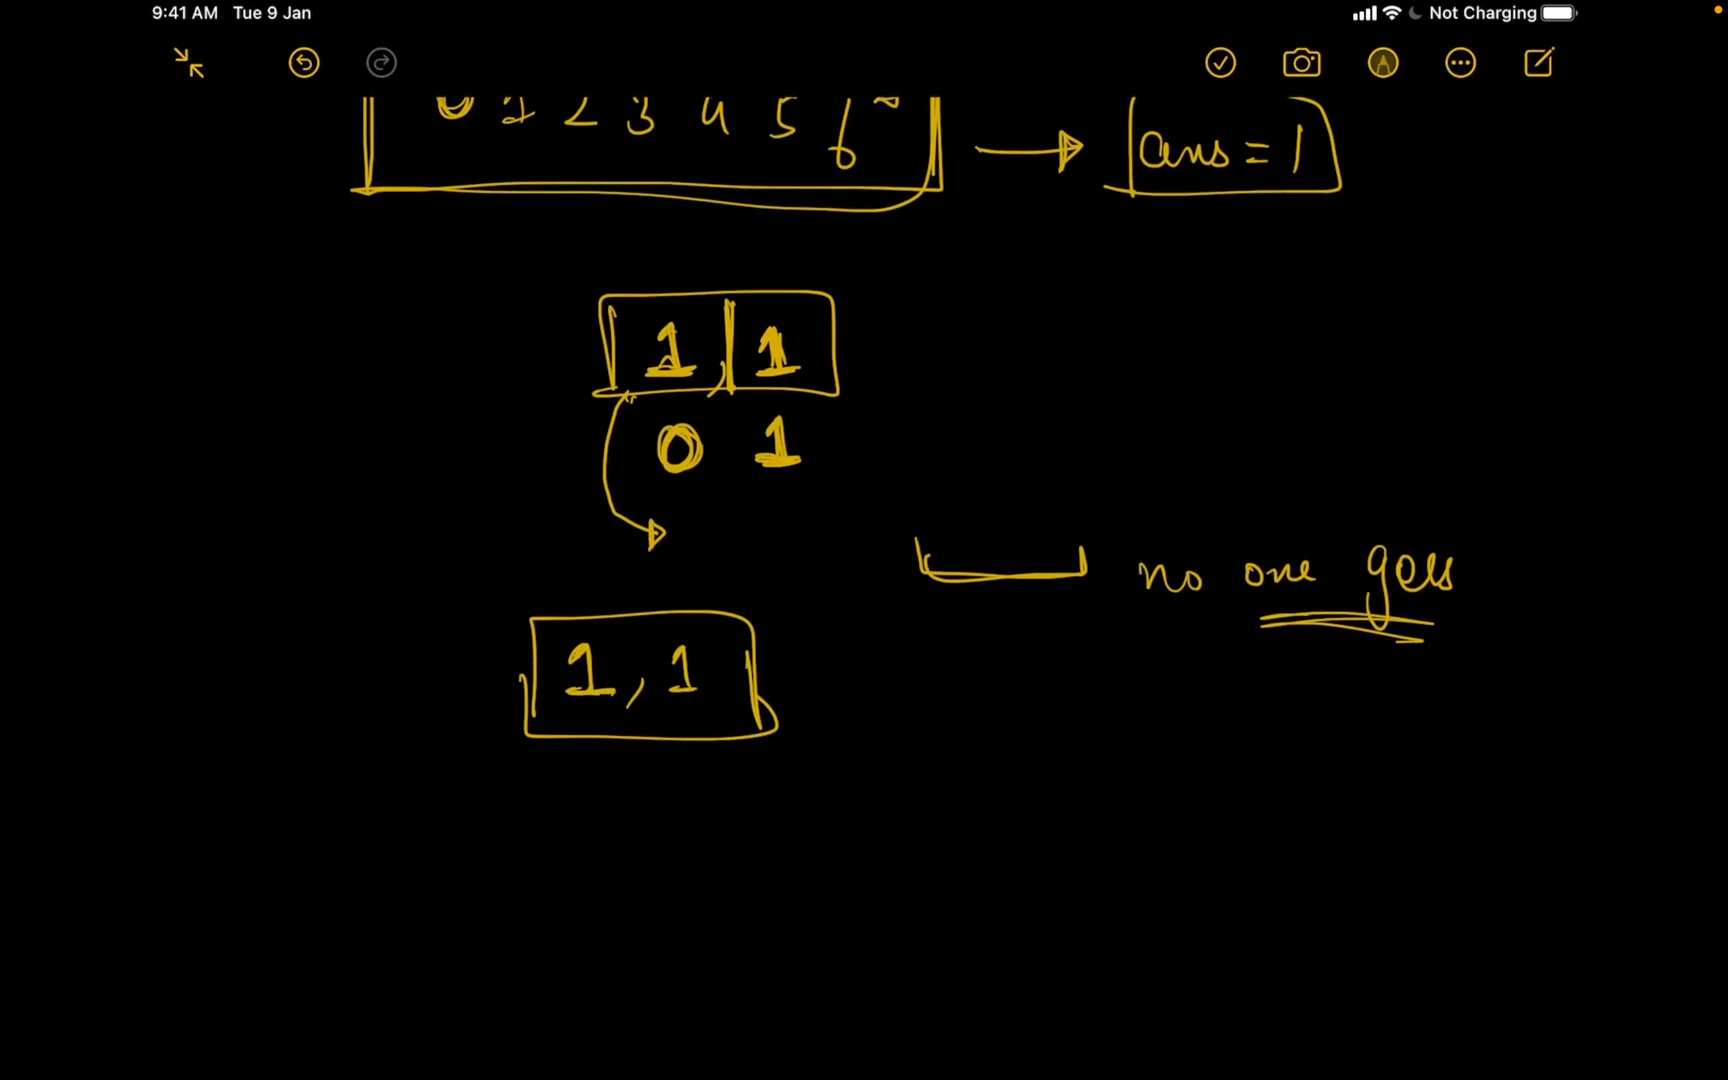 9:41 AM Tue 9 Jan Not Charging
0 1 2 3 4 5 6 → ans = 1
1, 1
0 1
no one goes
1, 1